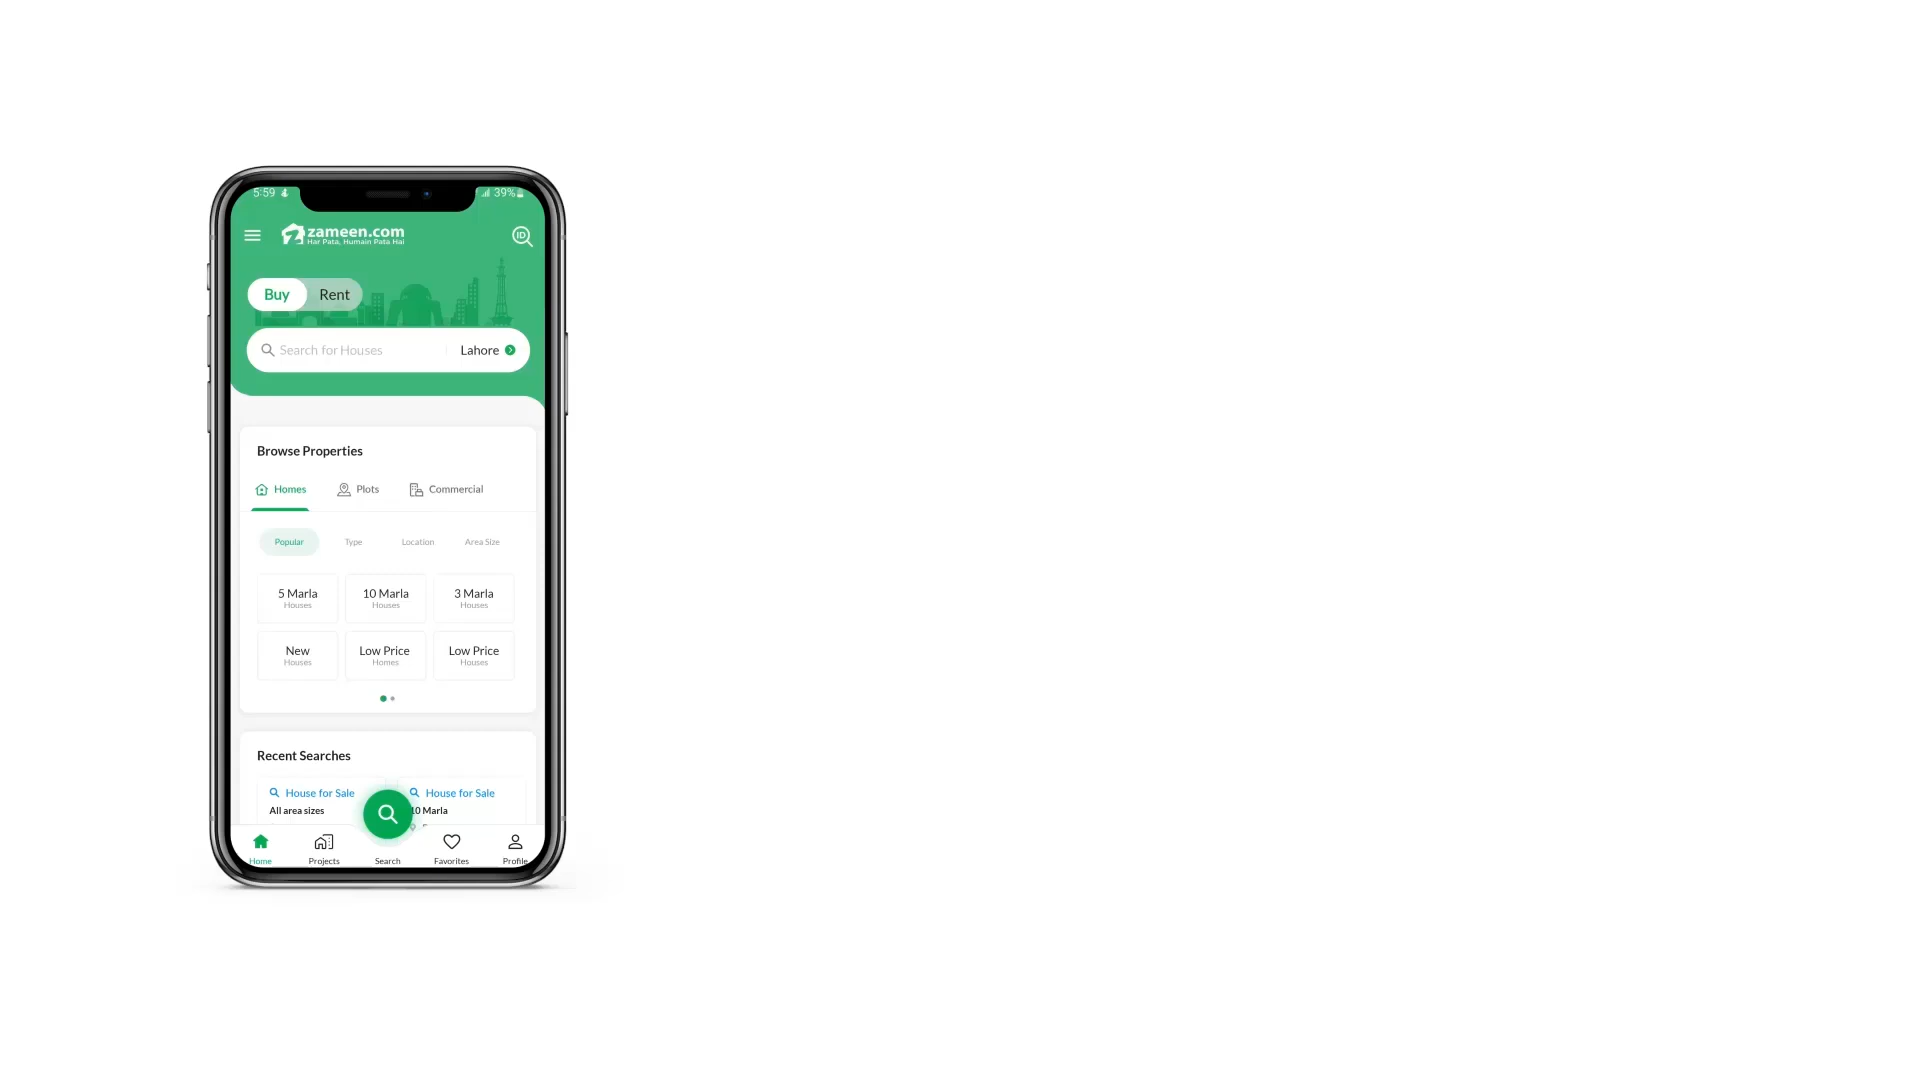 5:59
39%
zameen.com
Har Pata, Humain Pata Hai
ID
Buy Rent
Search for Houses Lahore
Browse Properties
Homes Plots Commercial
Popular Type Location Area Size
5 Marla 10 Marla 3 Marla
Houses Houses Houses
New Low Price Low Price
Houses Homes Houses
Recent Searches
House for Sale House for Sale
All area sizes 10 Marla
Home Projects Search Favorites Profile